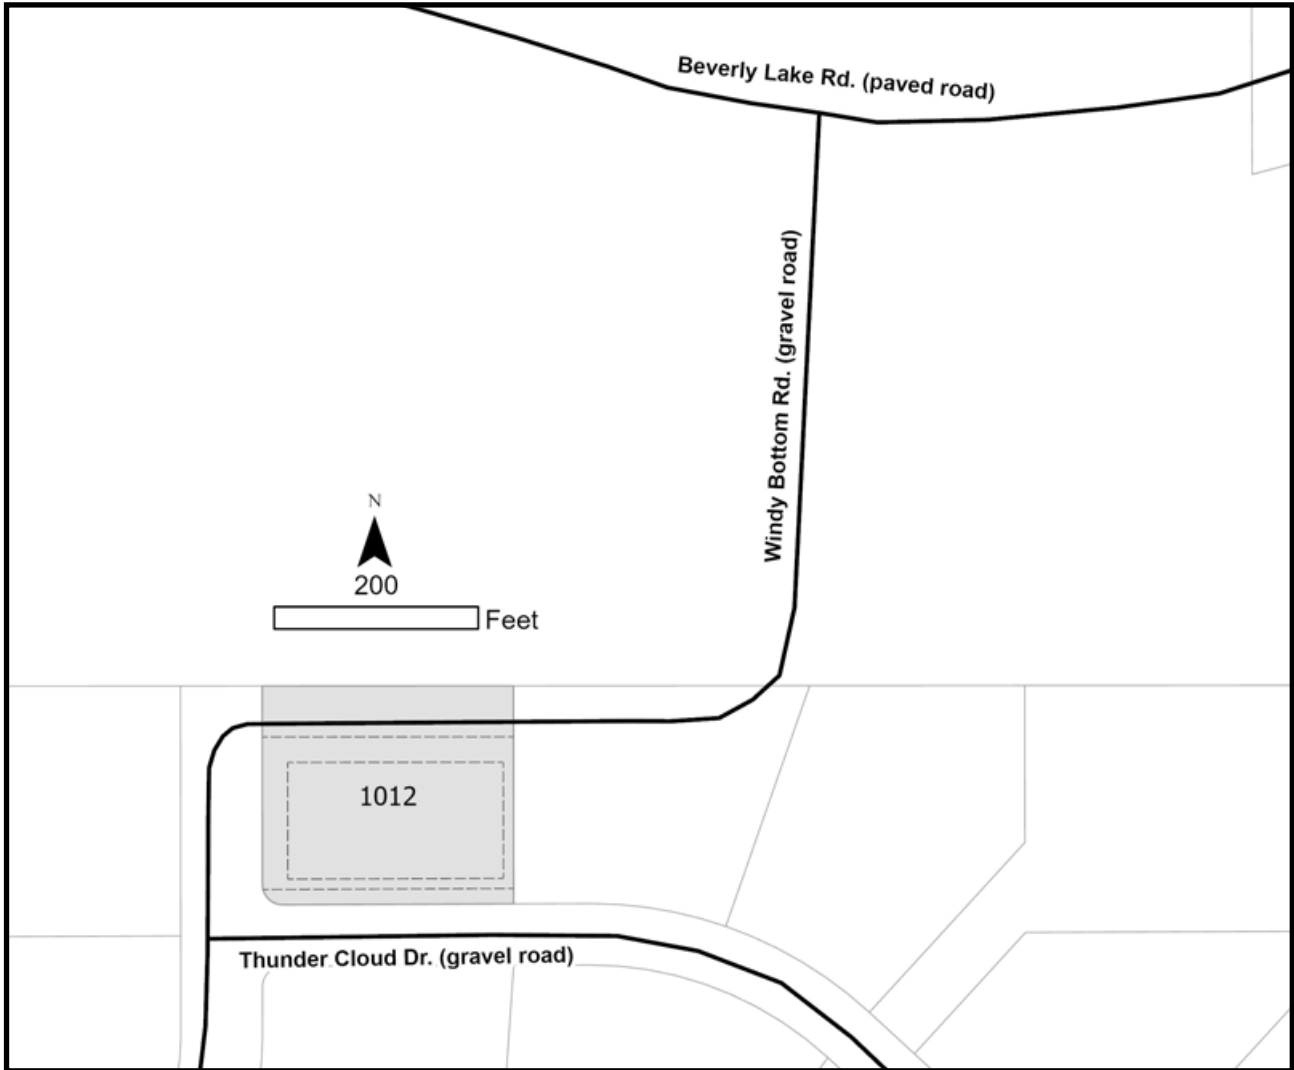 Beverly Lake Rd. (paved road)
Windy Bottom Rd. (gravel road)
N
200
Feet
1012
Thunder Cloud Dr. (gravel road)